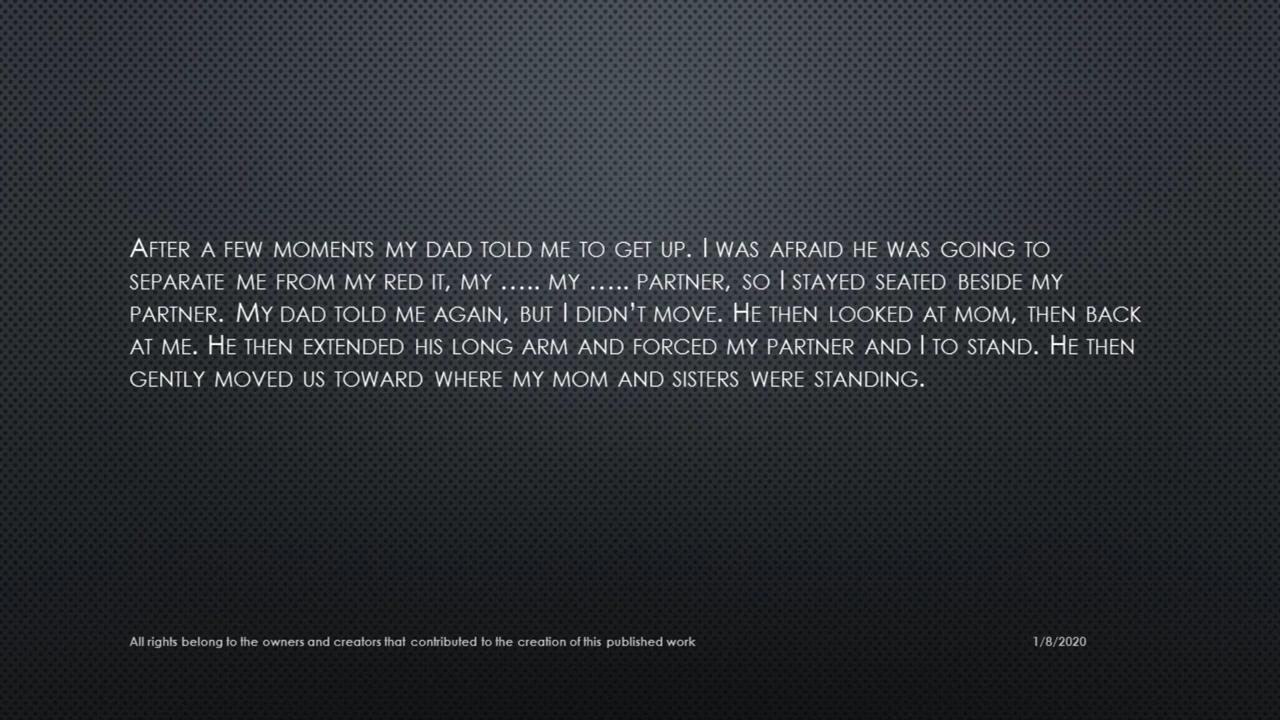 After a few moments my dad told me to get up. I was afraid he was going to
separate me from my red it, my ..... my ..... partner, so I stayed seated beside my
partner. My dad told me again, but I didn't move. He then looked at mom, then back
at me. He then extended his long arm and forced my partner and I to stand. He then
gently moved us toward where my mom and sisters were standing.
All rights belong to the owners and creators that contributed to the creation of this published work
1/8/2020